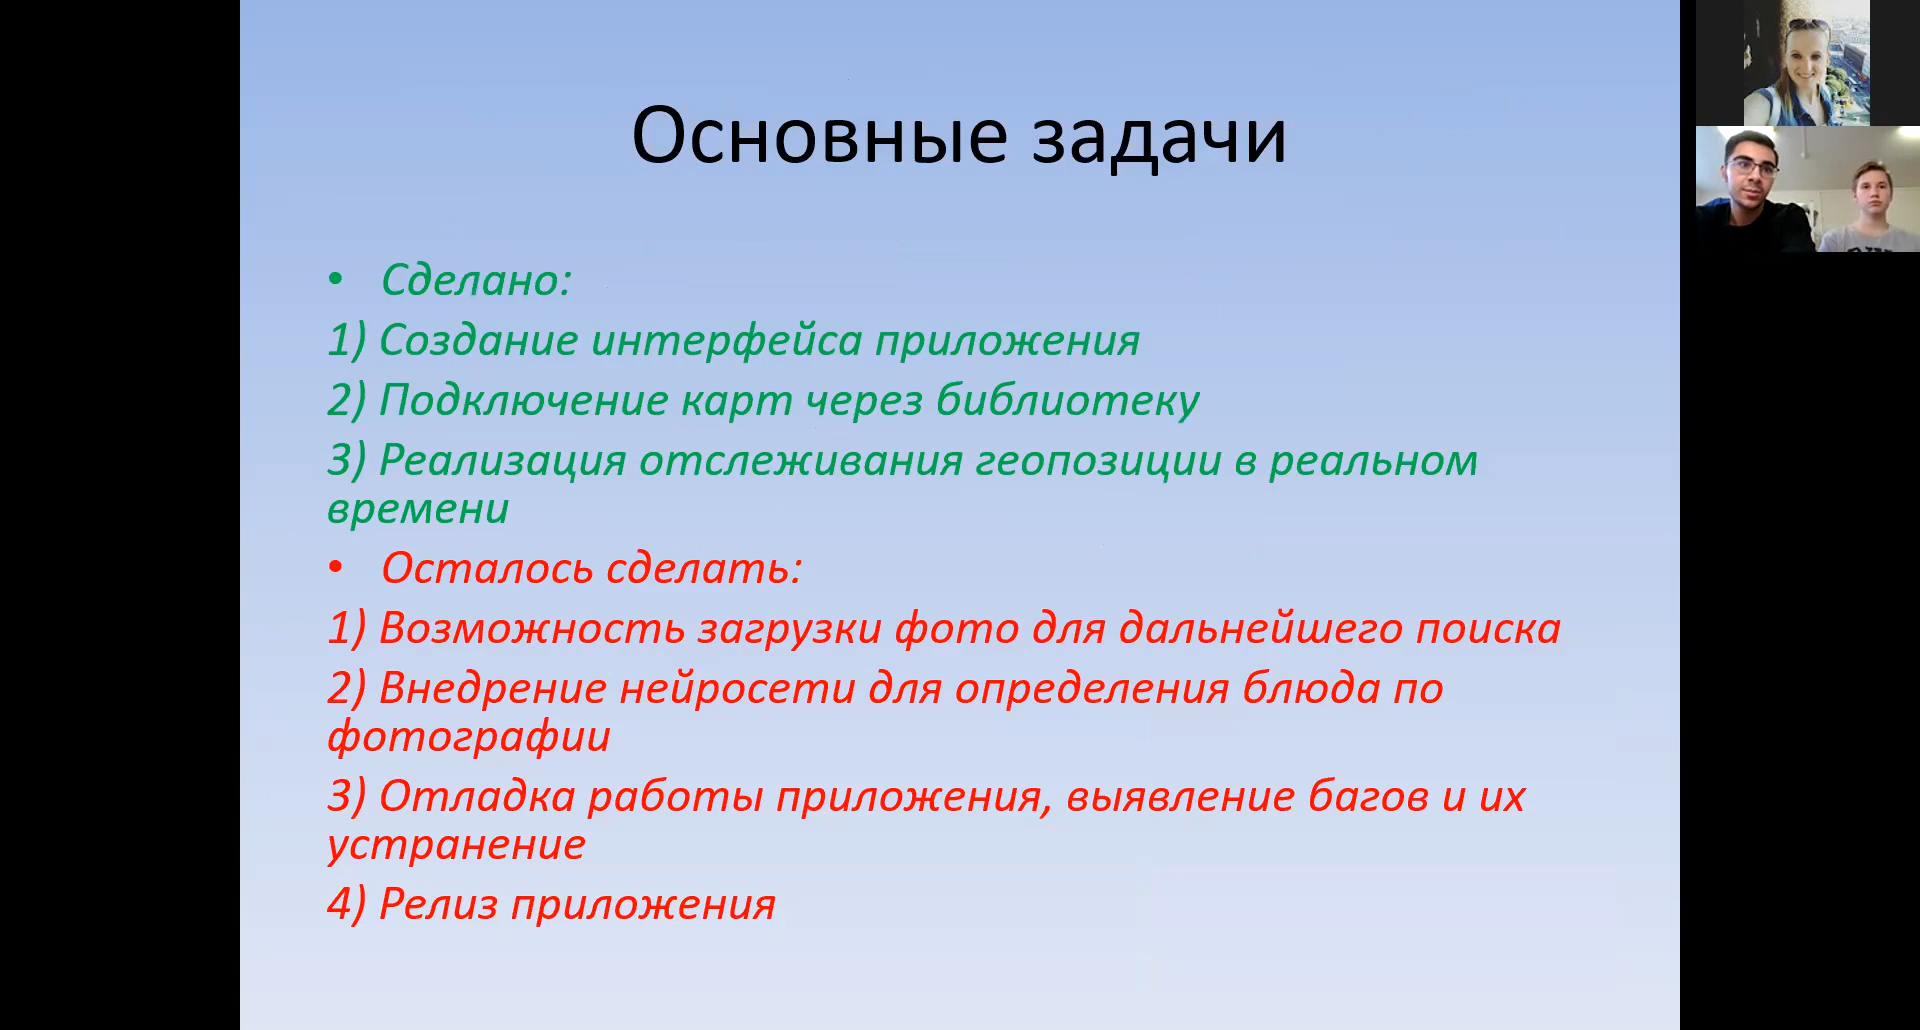 Основные задачи
• Сделано:
1) Создание интерфейса приложения
2) Подключение карт через библиотеку
3) Реализация отслеживания геопозиции в реальном
времени
• Осталось сделать:
1) Возможность загрузки фото для дальнейшего поиска
2) Внедрение нейросети для определения блюда по
фотографии
3) Отладка работы приложения, выявление багов и их
устранение
4) Релиз приложения